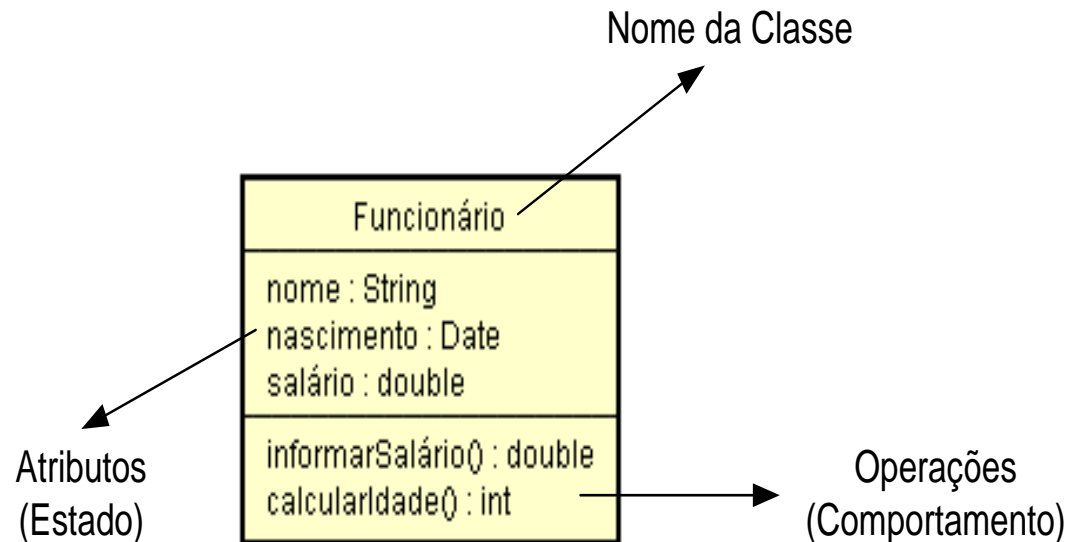 Nome da Classe
Funcionário
nome : String
nascimento : Date
salário : double
informarSalário() : double
calcularIdade() : int
Atributos
(Estado)
Operações
(Comportamento)